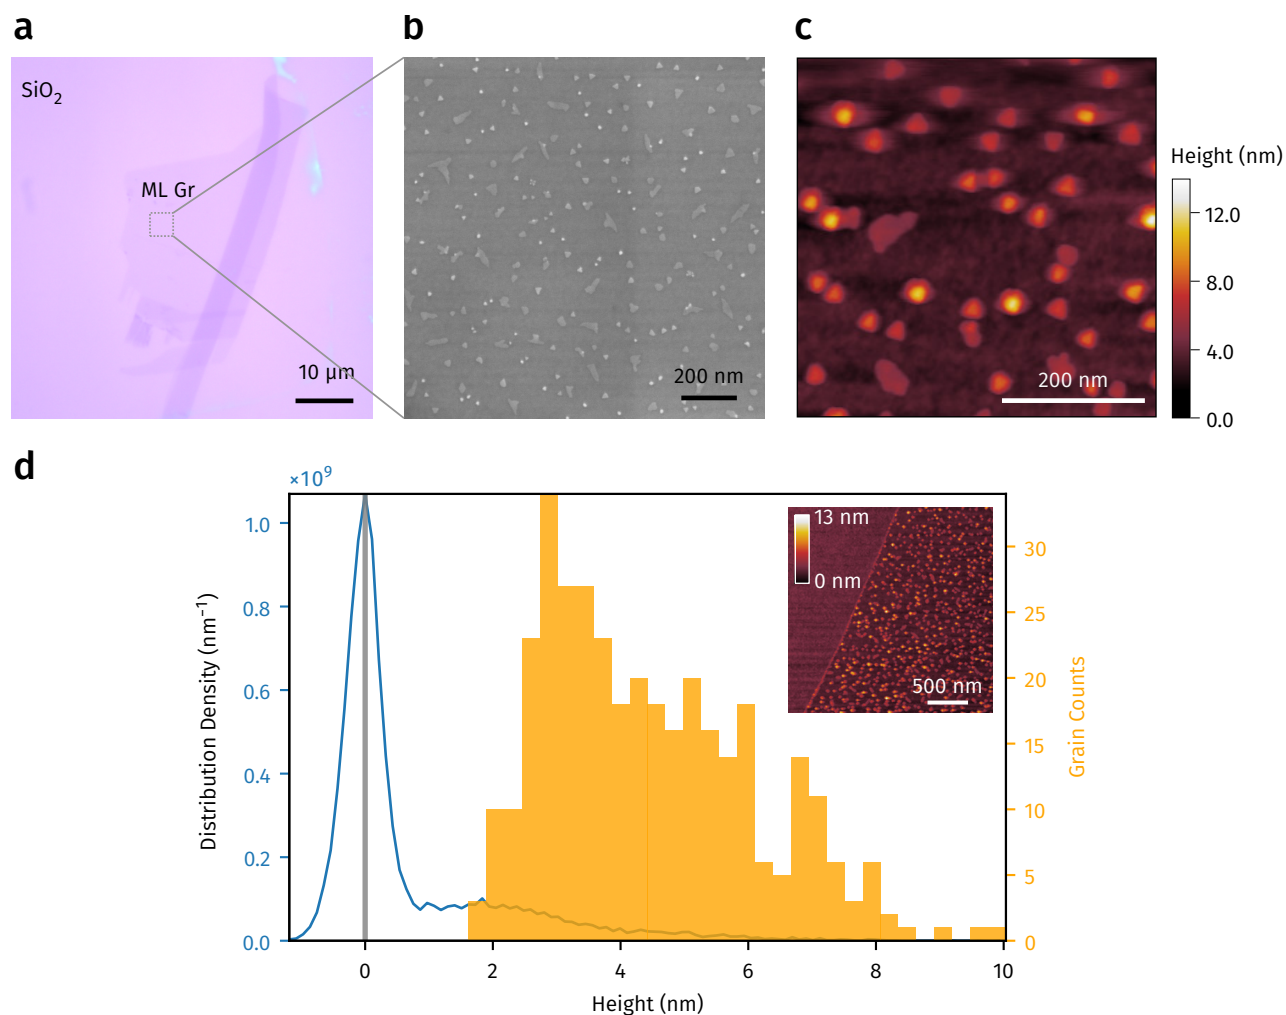 a
SiO₂
ML Gr
10 µm
b
200 nm
c
200 nm
Height (nm)
12.0
8.0
4.0
0.0
d
×10⁹
1.0
0.8
0.6
0.4
0.2
0.0
Distribution Density (nm⁻¹)
0
2
4
6
8
10
Height (nm)
30
25
20
15
10
5
0
Grain Counts
13 nm
0 nm
500 nm